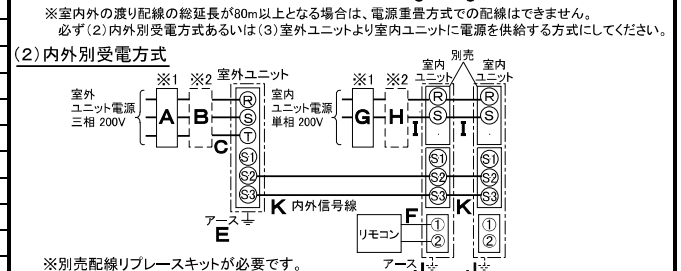 ※室内外の渡り配線の総延長が80m以上となる場合は、電源重畳方式での配線はできません。
必ず(2)内外別受電方式あるいは(3)室外ユニットより室内ユニットに電源を供給する方式にしてください。
(2)内外別受電方式
別売
※1 ※2 室外ユニット
※1 ※2 室内ユニット 室内ユニット
室外
ユニット電源
三相 200V
A B C
R
S
T
S1
S2
S3
室内
ユニット電源
単相 200V
G H I I
R R
S S
S1 S1
S2 S2
S3 S3
K 内外信号線
K
アース
E
リモコン
F
① ①
② ②
アース
※別売配線リプレースキットが必要です。